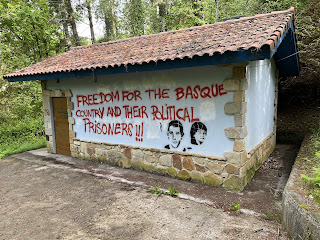 FREEDOM FOR THE BASQUE
COUNTRY AND THEIR POLITICAL
PRISONERS!!!